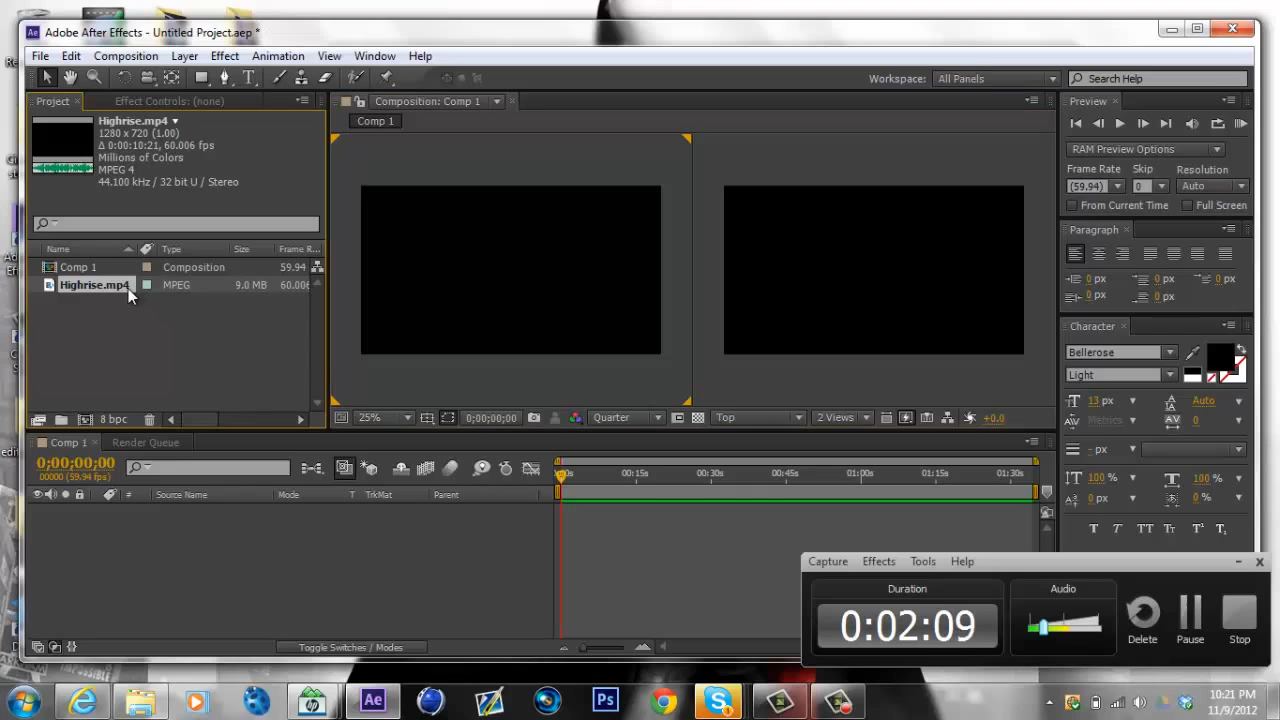 Adobe After Effects - Untitled Project.aep *
File Edit Composition Layer Effect Animation View Window Help
Workspace: All Panels Search Help
Project Effect Controls: (none)
Highrise.mp4
1280 x 720 (1.00)
Δ 0:00:10:21, 60.006 fps
Millions of Colors
MPEG 4
44.100 kHz / 32 bit U / Stereo
Name Type Size Frame R...
Comp 1 Composition 59.94
Highrise.mp4 MPEG 9.0 MB 60.006
8 bpc
Composition: Comp 1
Comp 1
25% 0;00;00;00 Quarter Top 2 Views +0.0
Preview
RAM Preview Options
Frame Rate Skip Resolution
(59.94) 0 Auto
From Current Time Full Screen
Paragraph
0 px 0 px 0 px
0 px 0 px
Character
Bellerose
Light
13 px Auto
Metrics 0
- px
100 % 100 %
0 px 0 %
T T TT Tt T¹ T₁
Comp 1 Render Queue
0;00;00;00
00000 (59.94 fps)
# Source Name Mode T TrkMat Parent
00s 00:15s 00:30s 00:45s 01:00s 01:15s 01:30s
Toggle Switches / Modes
Capture Effects Tools Help
Duration Audio
0:02:09
Delete Pause Stop
Ae Ps
10:21 PM
11/9/2012